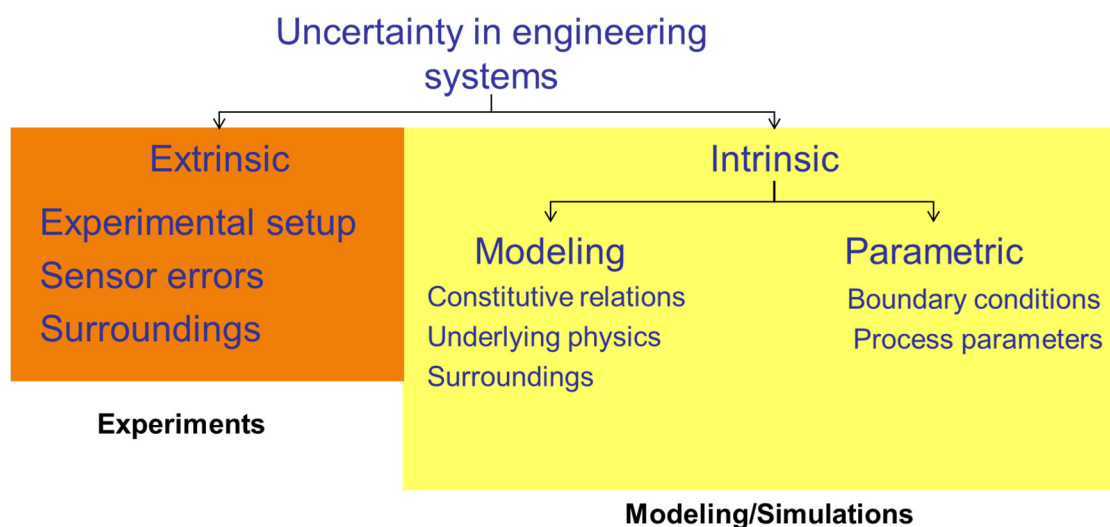 Uncertainty in engineering
systems
Extrinsic
Experimental setup
Sensor errors
Surroundings
Experiments
Intrinsic
Modeling
Constitutive relations
Underlying physics
Surroundings
Parametric
Boundary conditions
Process parameters
Modeling/Simulations